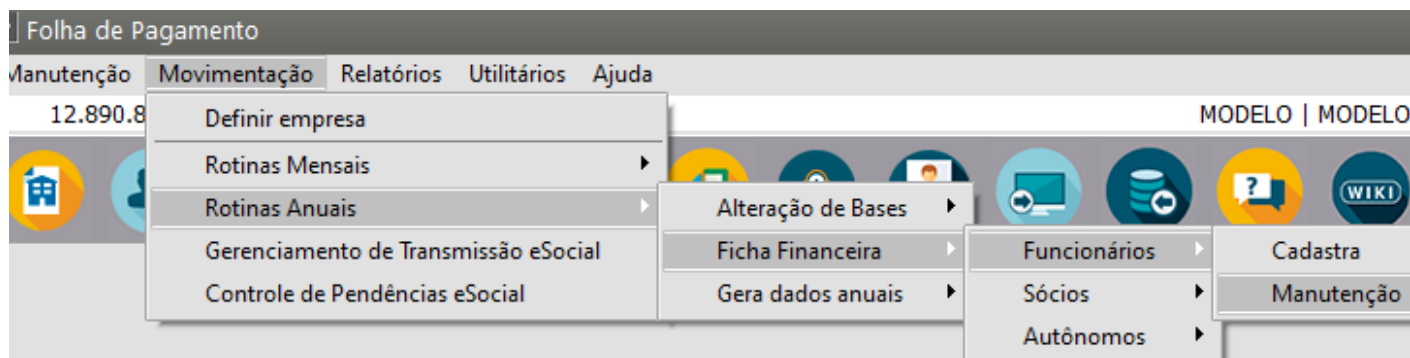 Folha de Pagamento
Manutenção Movimentação Relatórios Utilitários Ajuda
12.890.8 MODELO | MODELO
Definir empresa
Rotinas Mensais
Rotinas Anuais
Gerenciamento de Transmissão eSocial
Controle de Pendências eSocial
Alteração de Bases
Ficha Financeira
Gera dados anuais
Funcionários
Sócios
Autônomos
Cadastra
Manutenção
?
WIKI